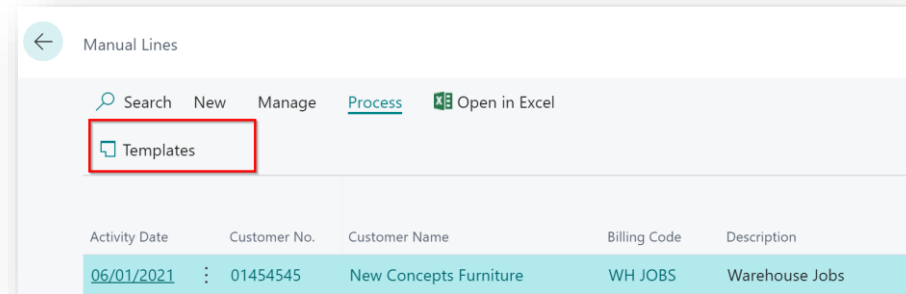 Manual Lines
Search New Manage Process Open in Excel
Templates
Activity Date Customer No. Customer Name Billing Code Description
06/01/2021 01454545 New Concepts Furniture WH JOBS Warehouse Jobs